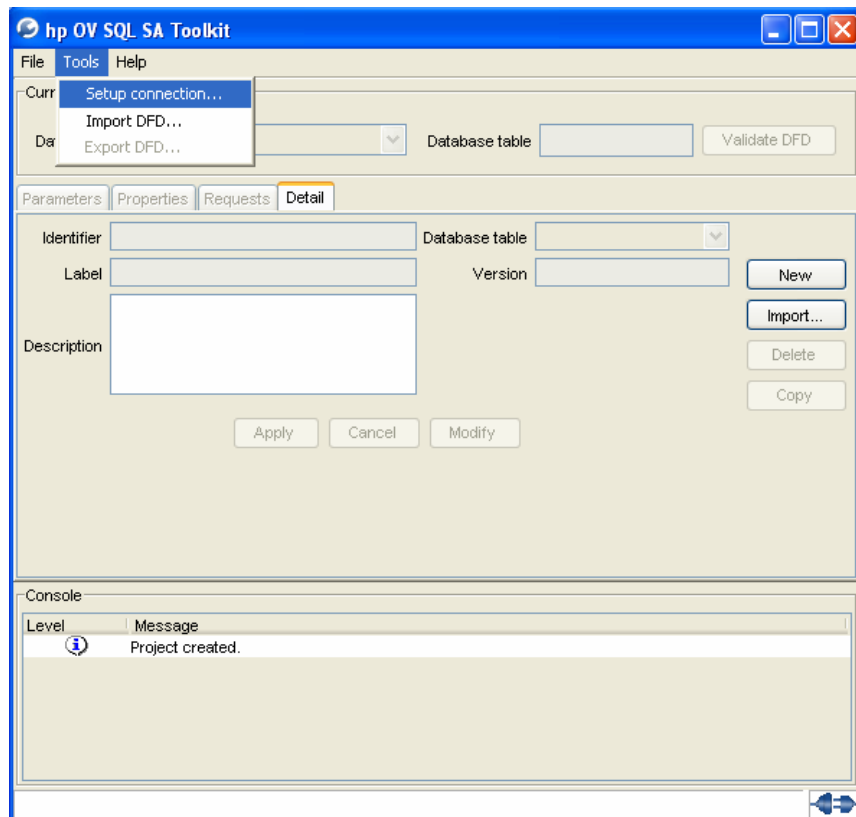 hp OV SQL SA Toolkit
File Tools Help
Curr
Setup connection...
Import DFD...
Export DFD...
Da
Database table
Validate DFD
Parameters Properties Requests Detail
Identifier
Database table
Label
Version
New
Import...
Description
Delete
Copy
Apply Cancel Modify
Console
Level Message
Project created.